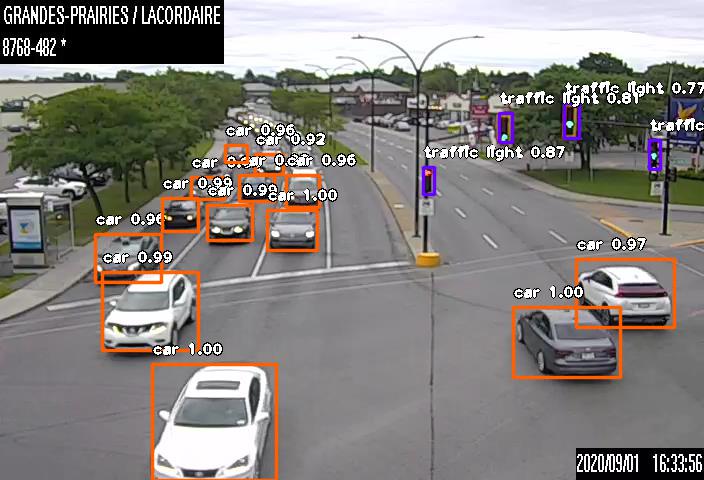 GRANDES-PRAIRIES / LACORDAIRE
8768-482 *
traffic light 0.77
traffic light 0.81
traffic
car 0.96
car 0.92
traffic light 0.87
car 0.96
car 0.99
car 0.99
car 1.00
car 0.96
car 0.97
car 0.99
car 1.00
car 1.00
2020/09/01 16:33:56